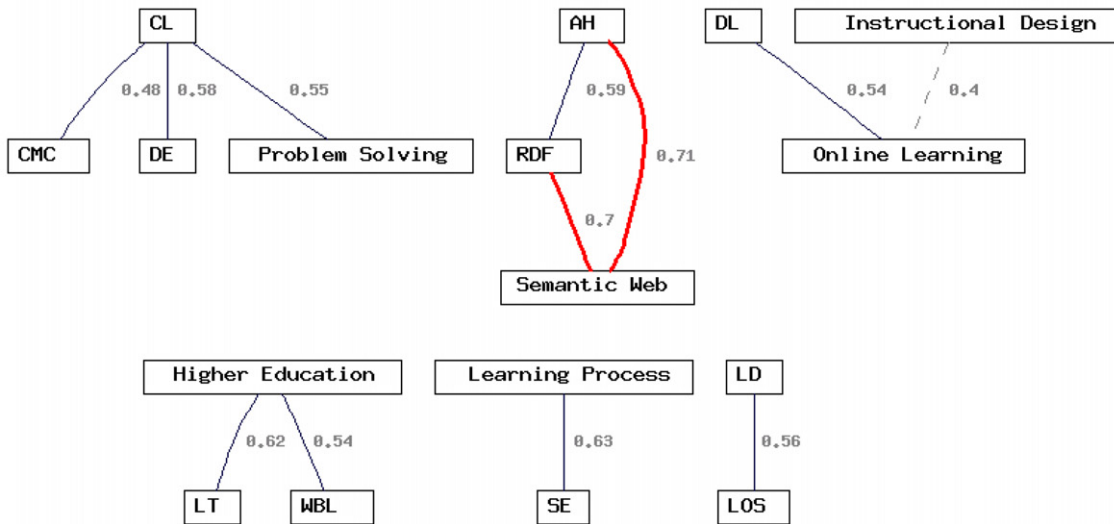 CL
AH
DL
Instructional Design
0.48
0.58
0.55
0.59
0.54
0.4
CMC
DE
Problem Solving
RDF
0.71
Online Learning
0.7
Semantic Web
Higher Education
Learning Process
LD
0.62
0.54
0.63
0.56
LT
WBL
SE
LOS